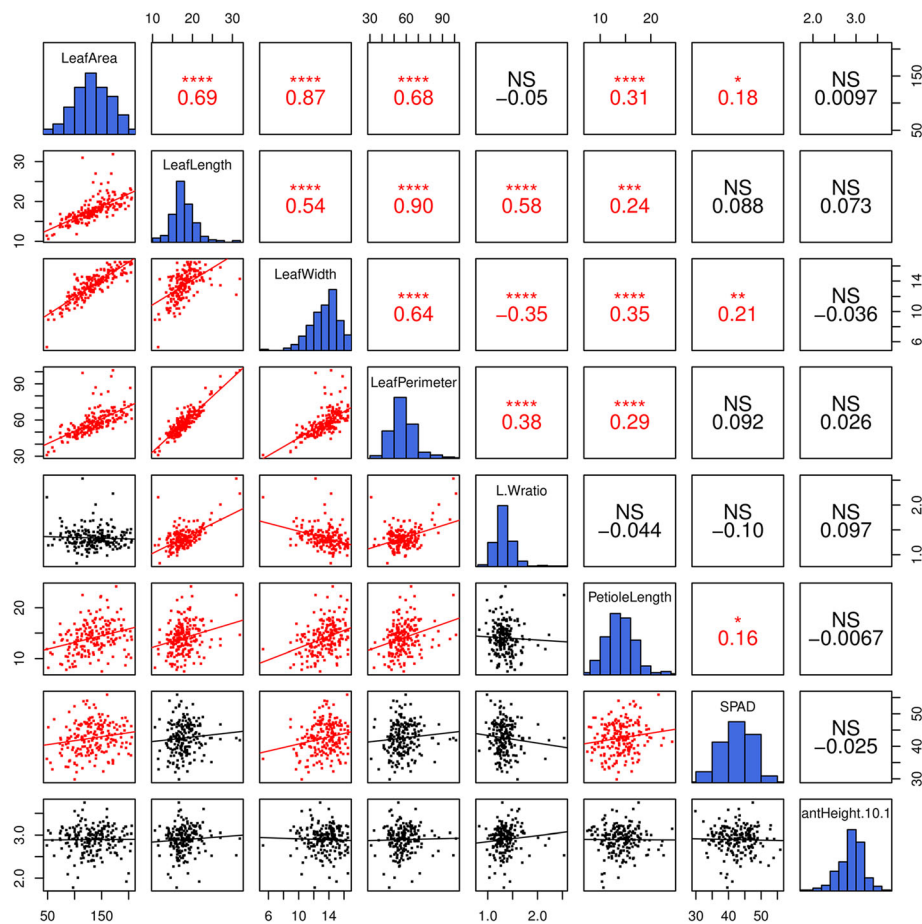 10 20 30 30 60 90 10 20 2.0 3.0
LeafArea
**** 0.69
**** 0.87
**** 0.68
NS −0.05
**** 0.31
* 0.18
NS 0.0097
50 150
10 20 30
LeafLength
**** 0.54
**** 0.90
**** 0.58
*** 0.24
NS 0.088
NS 0.073
LeafWidth
**** 0.64
**** −0.35
**** 0.35
** 0.21
NS −0.036
6 10 14
30 60 90
LeafPerimeter
**** 0.38
**** 0.29
NS 0.092
NS 0.026
L.Wratio
NS −0.044
NS −0.10
NS 0.097
1.0 2.0
10 20
PetioleLength
* 0.16
NS −0.0067
SPAD
NS −0.025
30 40 50
2.0 3.0
antHeight.10.1
50 150 6 10 14 1.0 2.0 30 40 50